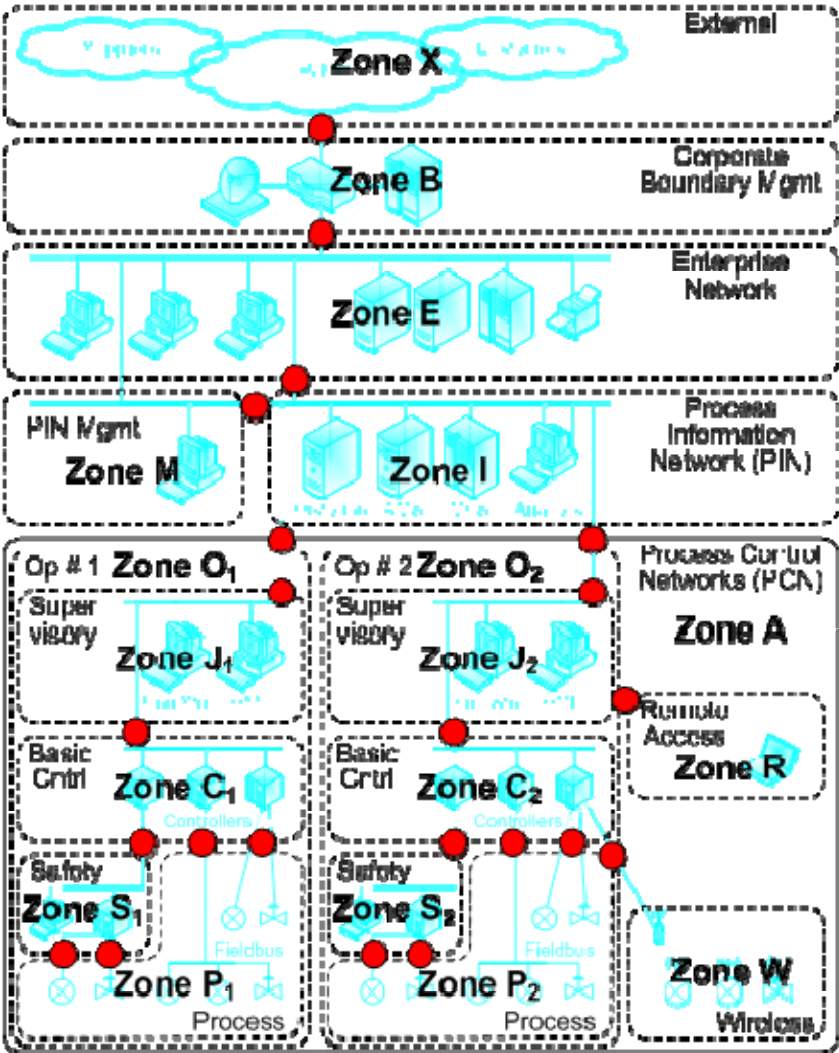 External
Zone X
Corporate
Boundary Mgmt
Zone B
Enterprise
Network
Zone E
PIN Mgmt
Zone M
Zone I
Process
Information
Network (PIN)
Op # 1 Zone O1
Op # 2 Zone O2
Process Control
Networks (PCN)
Zone A
Super
visory
Zone J1
Super
visory
Zone J2
Remote
Access
Zone R
Basic
Cntrl
Zone C1
Controllers
Basic
Cntrl
Zone C2
Controllers
Safety
Zone S1
Fieldbus
Zone P1
Process
Safety
Zone S2
Fieldbus
Zone P2
Process
Zone W
Wireless